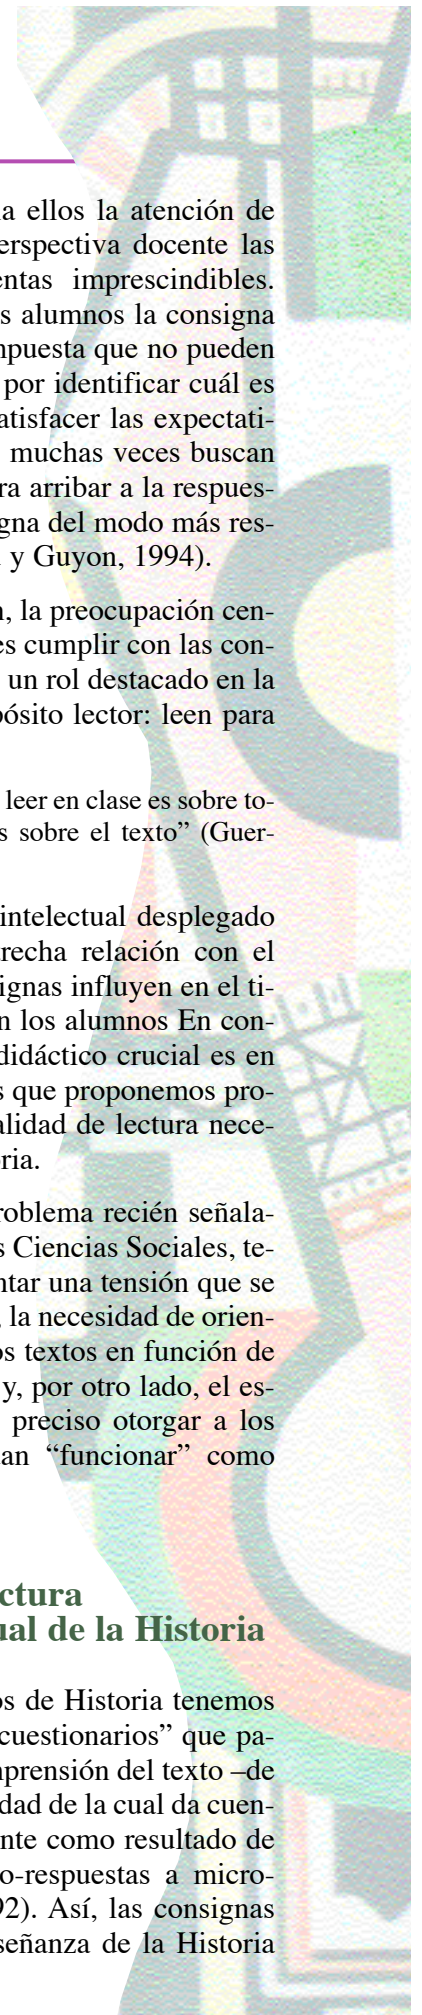 a ellos la atención de
erspectiva docente las
entas imprescindibles.
s alumnos la consigna
puesta que no pueden
por identificar cuál es
atisfacer las expectati-
muchas veces buscan
ra arribar a la respues-
igna del modo más res-
y Guyon, 1994).
, la preocupación cen-
es cumplir con las con-
un rol destacado en la
pósito lector: leen para
leer en clase es sobre to-
s sobre el texto” (Guer-
intelectual desplegado
recha relación con el
ignas influyen en el ti-
n los alumnos En con-
didáctico crucial es en
s que proponemos pro-
alidad de lectura nece-
ria.
roblema recién señala-
s Ciencias Sociales, te-
ntar una tensión que se
, la necesidad de orien-
os textos en función de
y, por otro lado, el es-
preciso otorgar a los
an “funcionar” como
ctura
ual de la Historia
os de Historia tenemos
cuestionarios” que pa-
mprensión del texto –de
dad de la cual da cuen-
nte como resultado de
o-respuestas a micro-
92). Así, las consignas
señanza de la Historia